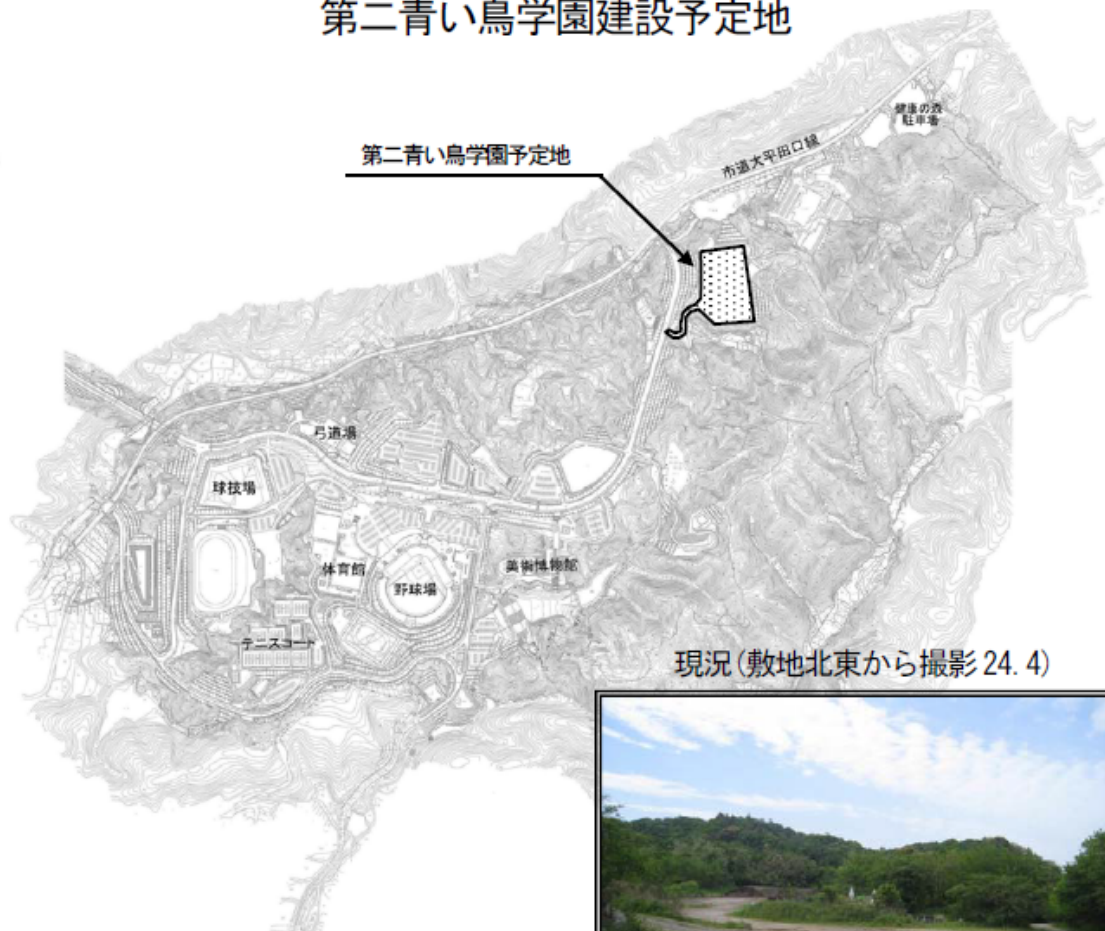 第二青い鳥学園建設予定地
健康の森
駐車場
市道大平田口線
第二青い鳥学園予定地
弓道場
球技場
体育館
野球場
美術博物館
テニスコート
現況(敷地北東から撮影24.4)